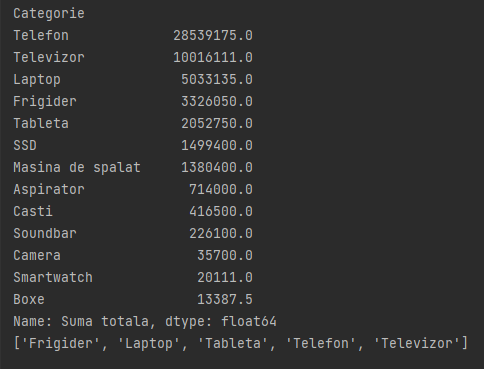 Categorie
Telefon             28539175.0
Televizor           10016111.0
Laptop               5033135.0
Frigider             3326050.0
Tableta              2052750.0
SSD                  1499400.0
Masina de spalat     1380400.0
Aspirator             714000.0
Casti                 416500.0
Soundbar              226100.0
Camera                 35700.0
Smartwatch             20111.0
Boxe                   13387.5
Name: Suma totala, dtype: float64
['Frigider', 'Laptop', 'Tableta', 'Telefon', 'Televizor']